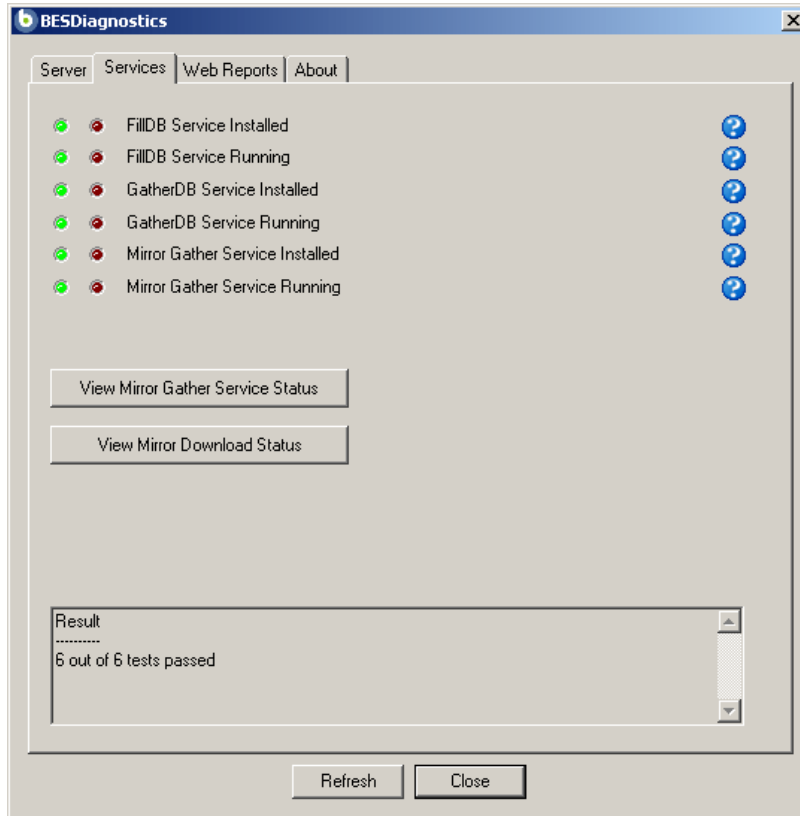 BESDiagnostics
Server Services Web Reports About
FillDB Service Installed
FillDB Service Running
GatherDB Service Installed
GatherDB Service Running
Mirror Gather Service Installed
Mirror Gather Service Running
View Mirror Gather Service Status
View Mirror Download Status
Result
----------
6 out of 6 tests passed
Refresh Close